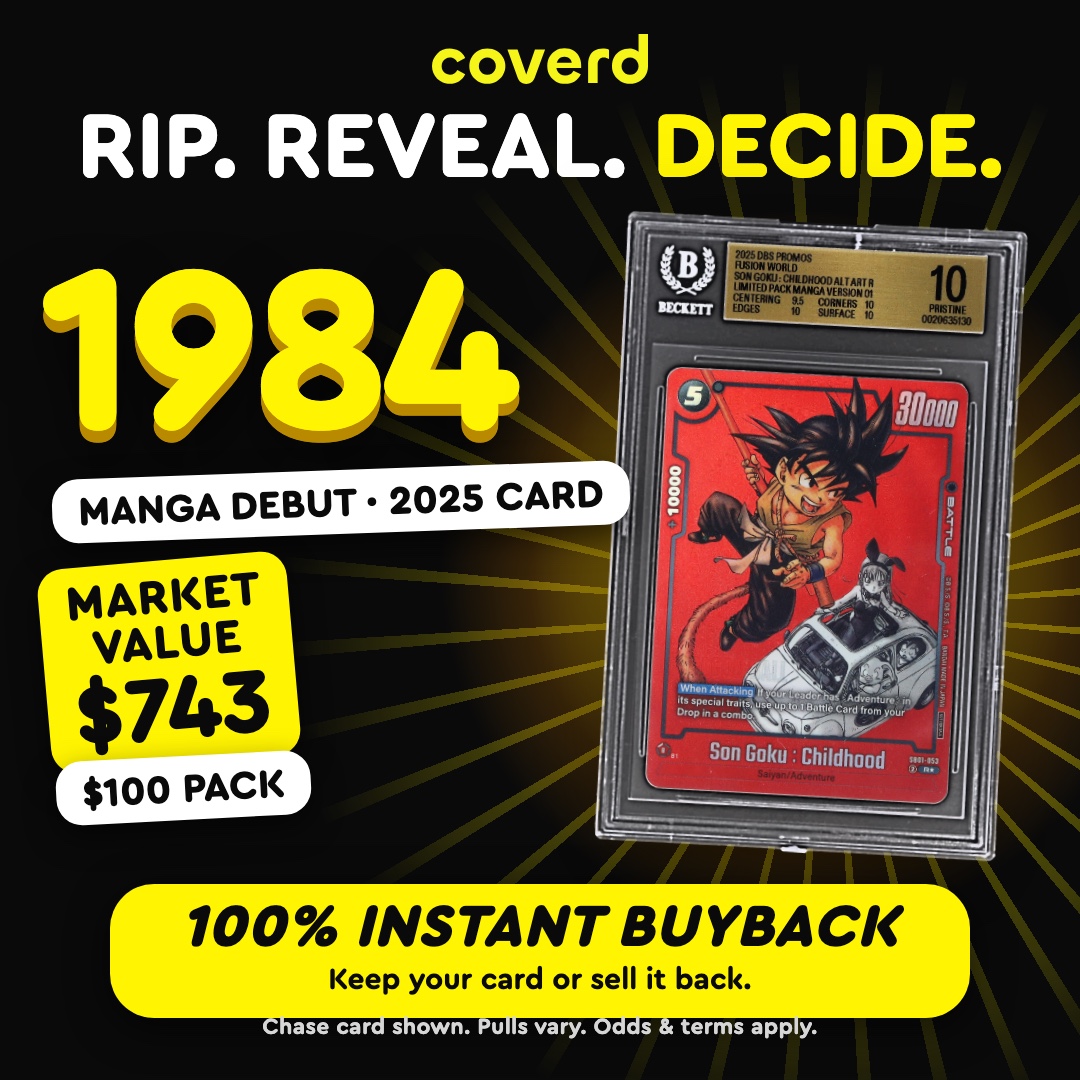 coverd
RIP. REVEAL. DECIDE.
1984
MANGA DEBUT • 2025 CARD
MARKET
VALUE
$743
$100 PACK
B
BECKETT
2025 DBS PROMOS
FUSION WORLD
SON GOKU : CHILDHOOD ALT ART R
LIMITED PACK MANGA VERSION 01
CENTERING 9.5 CORNERS 10
EDGES 10 SURFACE 10
10
PRISTINE
0020635130
5
30000
+10000
BATTLE
When Attacking If your Leader has «Adventure» in
its special traits, use up to 1 Battle Card from your
Drop in a combo.
Son Goku : Childhood
Saiyan/Adventure
SB01-053
R★
100% INSTANT BUYBACK
Keep your card or sell it back.
Chase card shown. Pulls vary. Odds & terms apply.